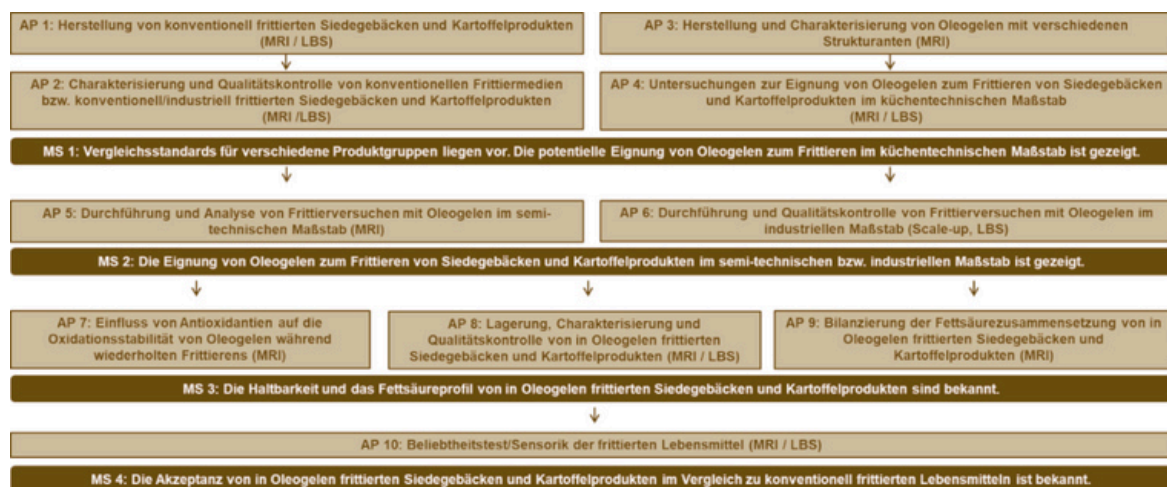 AP 1: Herstellung von konventionell frittierten Siedegebäcken und Kartoffelprodukten
(MRI / LBS)
AP 3: Herstellung und Charakterisierung von Oleogelen mit verschiedenen
Strukturanten (MRI)
AP 2: Charakterisierung und Qualitätskontrolle von konventionellen Frittiermedien
bzw. konventionell/industriell frittierten Siedegebäcken und Kartoffelprodukten
(MRI /LBS)
AP 4: Untersuchungen zur Eignung von Oleogelen zum Frittieren von Siedegebäcken
und Kartoffelprodukten im küchentechnischen Maßstab
(MRI / LBS)
MS 1: Vergleichsstandards für verschiedene Produktgruppen liegen vor. Die potentielle Eignung von Oleogelen zum Frittieren im küchentechnischen Maßstab ist gezeigt.
AP 5: Durchführung und Analyse von Frittierversuchen mit Oleogelen im semi-
technischen Maßstab (MRI)
AP 6: Durchführung und Qualitätskontrolle von Frittierversuchen mit Oleogelen im
industriellen Maßstab (Scale-up, LBS)
MS 2: Die Eignung von Oleogelen zum Frittieren von Siedegebäcken und Kartoffelprodukten im semi-technischen bzw. industriellen Maßstab ist gezeigt.
AP 7: Einfluss von Antioxidantien auf die
Oxidationsstabilität von Oleogelen während
wiederholten Frittierens (MRI)
AP 8: Lagerung, Charakterisierung und
Qualitätskontrolle von in Oleogelen frittierten
Siedegebäcken und Kartoffelprodukten (MRI / LBS)
AP 9: Bilanzierung der Fettsäurezusammensetzung von in
Oleogelen frittierten Siedegebäcken und
Kartoffelprodukten (MRI)
MS 3: Die Haltbarkeit und das Fettsäureprofil von in Oleogelen frittierten Siedegebäcken und Kartoffelprodukten sind bekannt.
AP 10: Beliebtheitstest/Sensorik der frittierten Lebensmittel (MRI / LBS)
MS 4: Die Akzeptanz von in Oleogelen frittierten Siedegebäcken und Kartoffelprodukten im Vergleich zu konventionell frittierten Lebensmitteln ist bekannt.